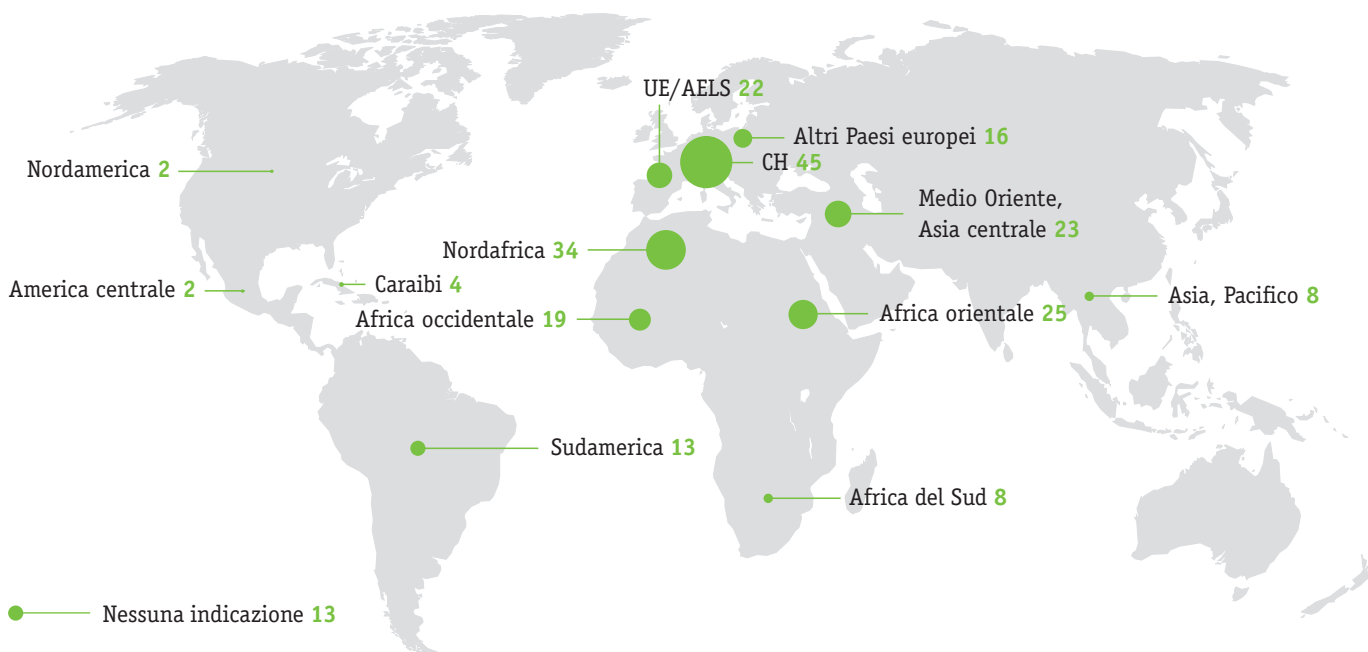 UE/AELS 22
Altri Paesi europei 16
CH 45
Nordamerica 2
Medio Oriente,
Asia centrale 23
Nordafrica 34
America centrale 2
Caraibi 4
Asia, Pacifico 8
Africa occidentale 19
Africa orientale 25
Sudamerica 13
Africa del Sud 8
Nessuna indicazione 13